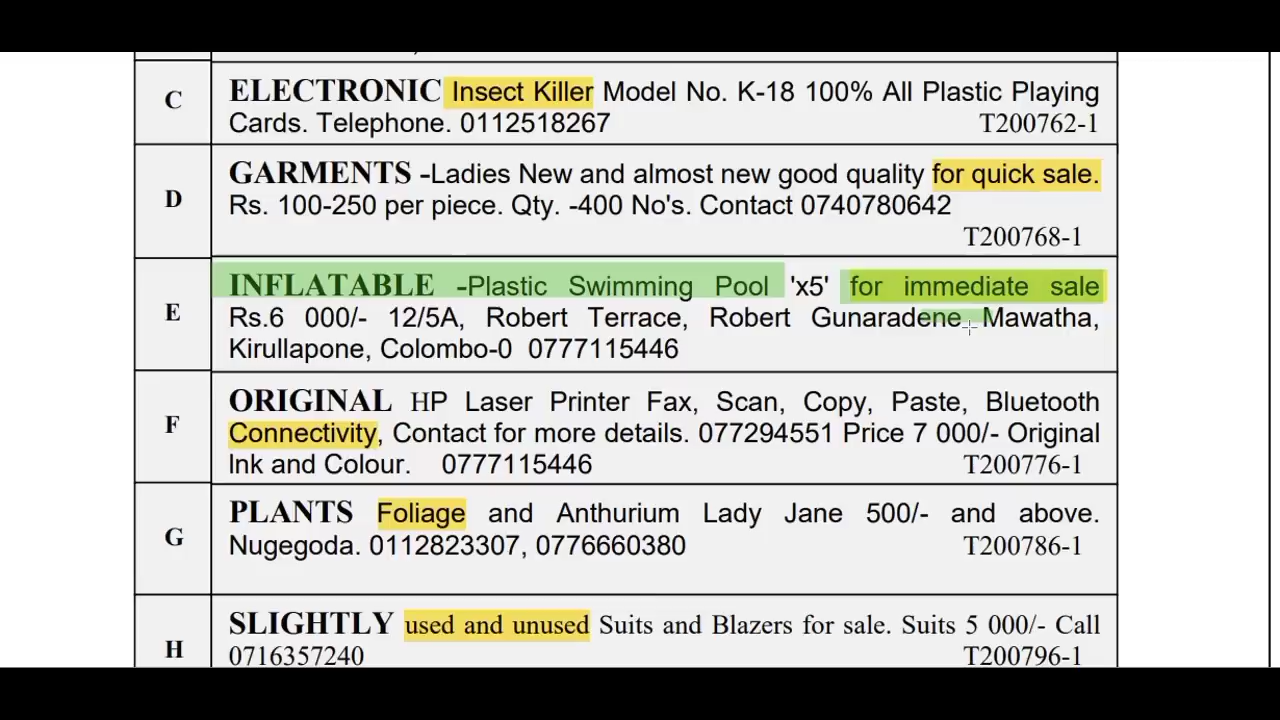 C
ELECTRONIC Insect Killer Model No. K-18 100% All Plastic Playing
Cards. Telephone. 0112518267 T200762-1
D
GARMENTS -Ladies New and almost new good quality for quick sale.
Rs. 100-250 per piece. Qty. -400 No's. Contact 0740780642
T200768-1
E
INFLATABLE -Plastic Swimming Pool 'x5' for immediate sale
Rs.6 000/- 12/5A, Robert Terrace, Robert Gunaradene Mawatha,
Kirullapone, Colombo-0 0777115446
F
ORIGINAL HP Laser Printer Fax, Scan, Copy, Paste, Bluetooth
Connectivity, Contact for more details. 077294551 Price 7 000/- Original
Ink and Colour. 0777115446 T200776-1
G
PLANTS Foliage and Anthurium Lady Jane 500/- and above.
Nugegoda. 0112823307, 0776660380 T200786-1
H
SLIGHTLY used and unused Suits and Blazers for sale. Suits 5 000/- Call
0716357240 T200796-1